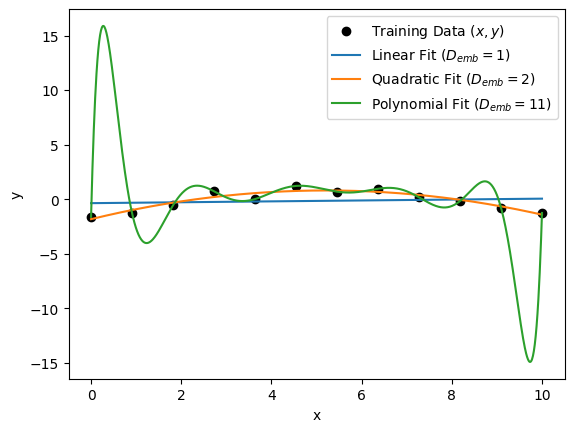 Training Data (x, y)
Linear Fit (D_emb = 1)
Quadratic Fit (D_emb = 2)
Polynomial Fit (D_emb = 11)
15
10
5
0
−5
−10
−15
y
0 2 4 6 8 10
x